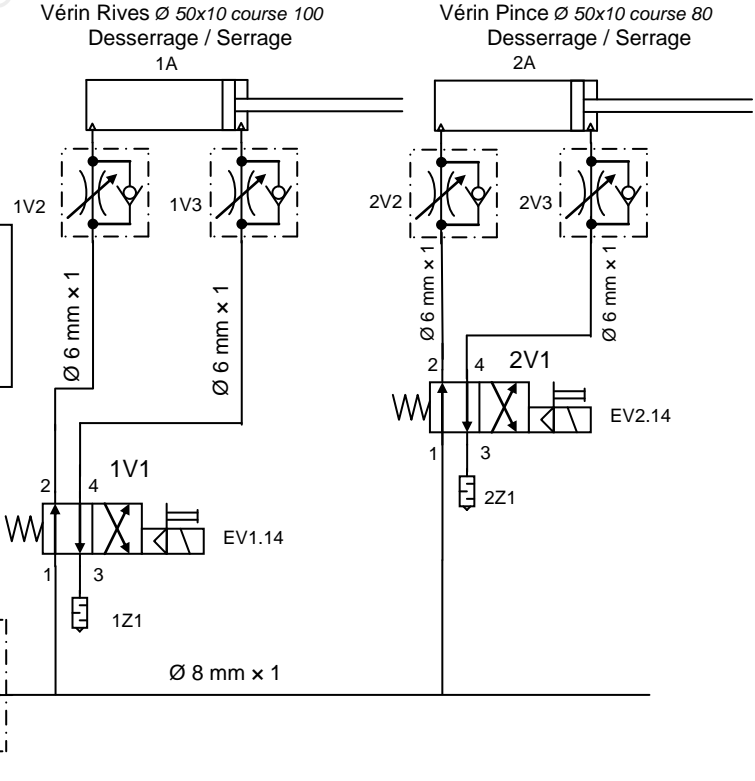 Vérin Rives Ø 50x10 course 100
Desserrage / Serrage
1A
Vérin Pince Ø 50x10 course 80
Desserrage / Serrage
2A
1V2
1V3
2V2
2V3
Ø 6 mm × 1
Ø 6 mm × 1
Ø 6 mm × 1
Ø 6 mm × 1
2 4 2V1
EV2.14
1 3
2Z1
1V1
2 4
EV1.14
1 3
1Z1
Ø 8 mm × 1